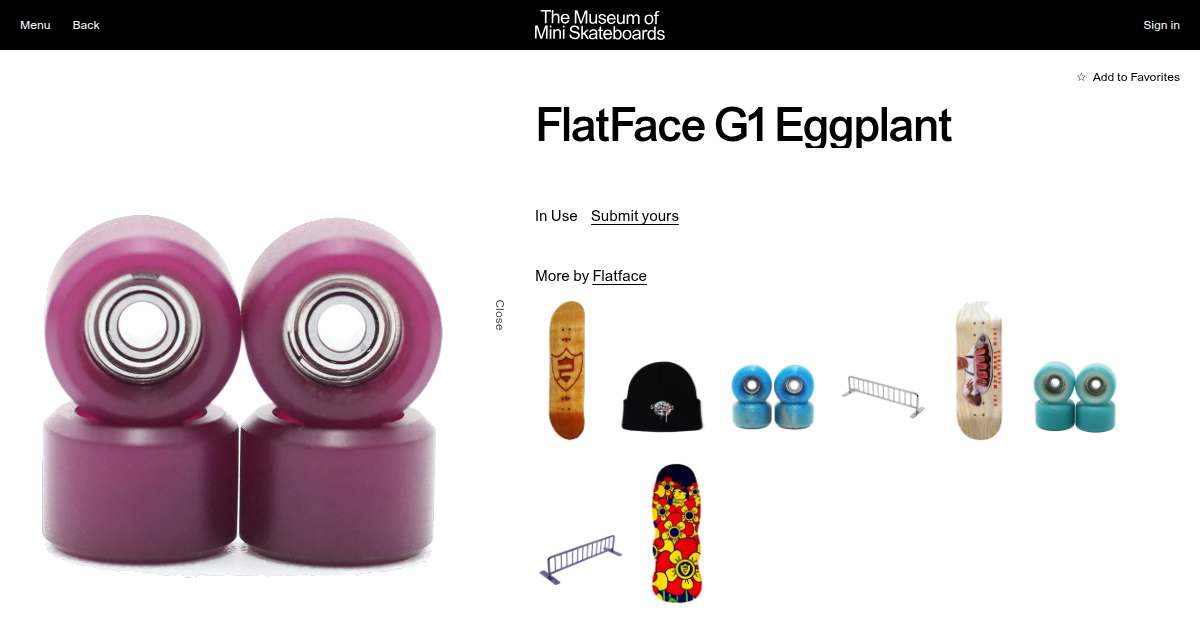 Menu Back
The Museum of
Mini Skateboards
Sign in
☆ Add to Favorites
FlatFace G1 Eggplant
In Use Submit yours
More by Flatface
Close